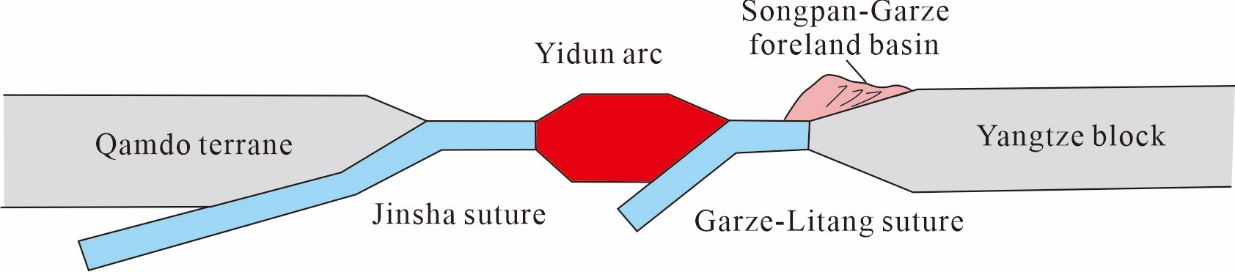 Songpan-Garze
foreland basin
Yidun arc
Qamdo terrane
Yangtze block
Jinsha suture
Garze-Litang suture